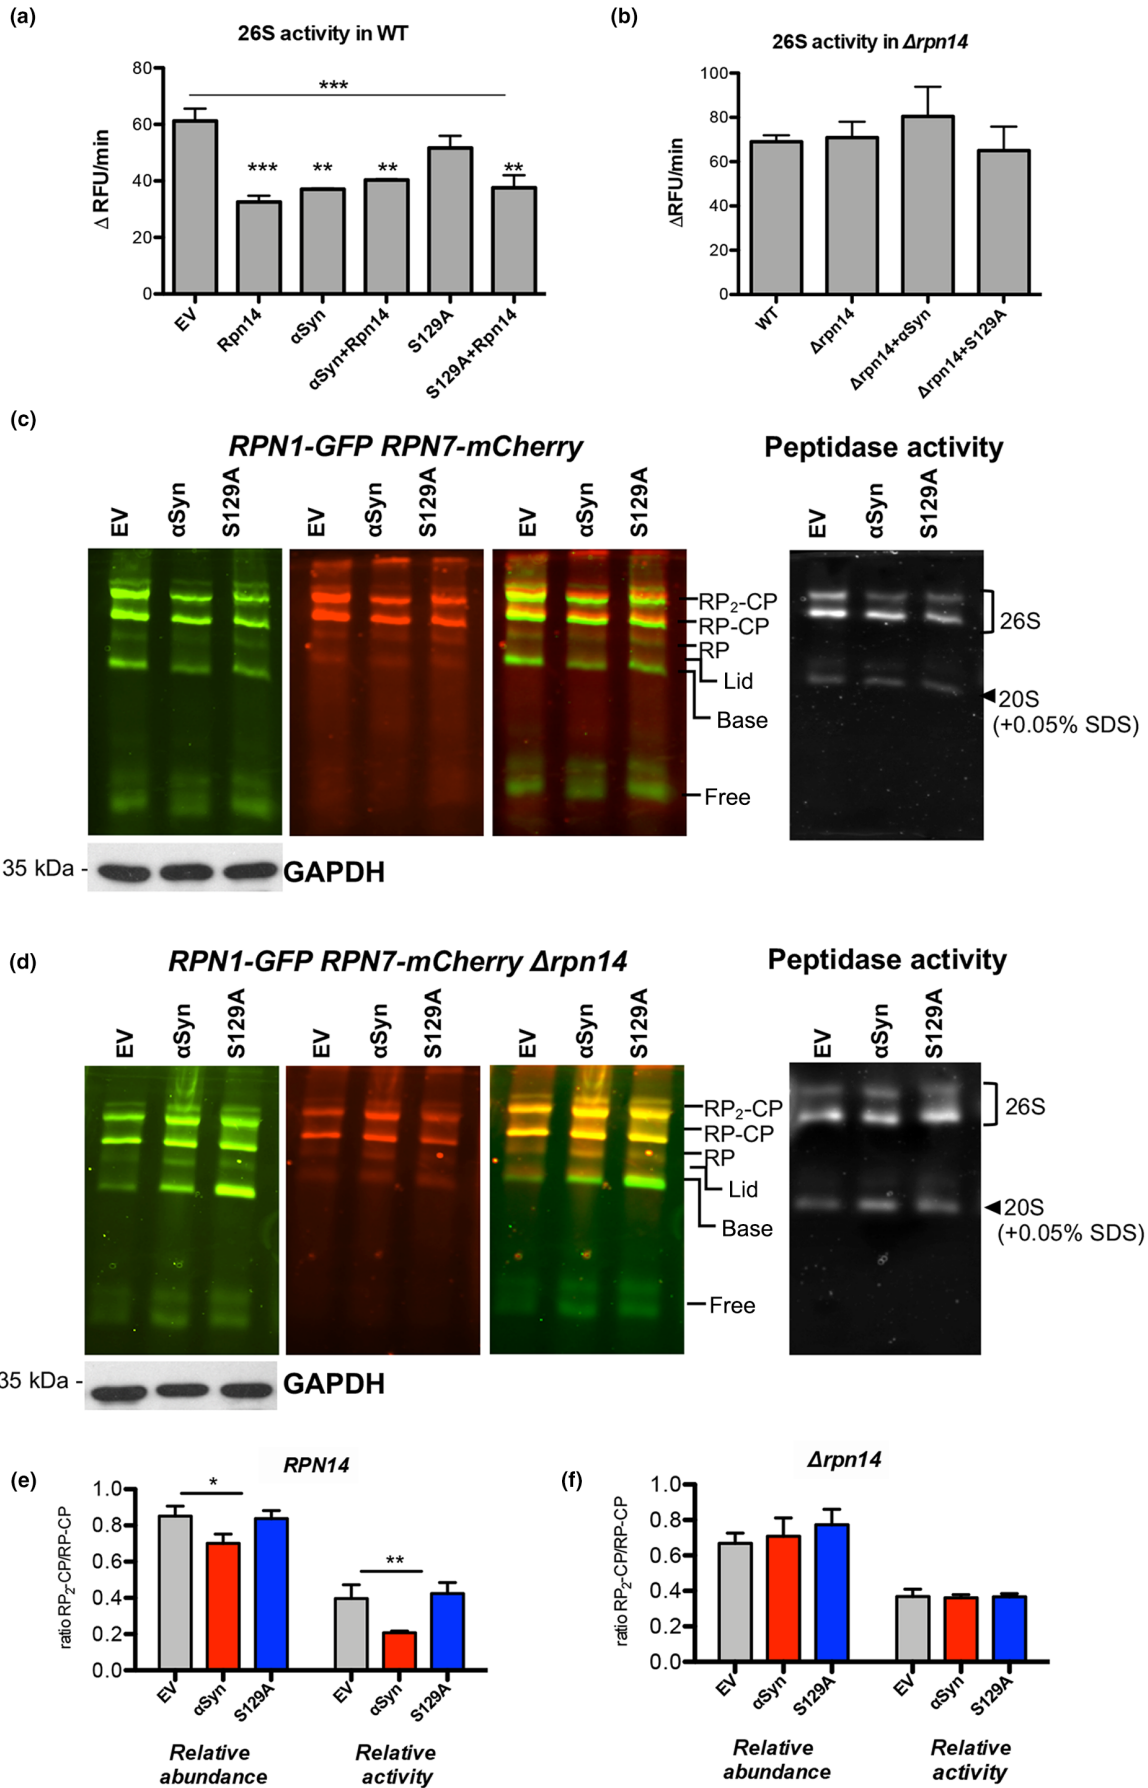 (a)
26S activity in WT
Δ RFU/min
80
60
40
20
0
***
***
**
**
**
EV
Rpn14
αSyn
αSyn+Rpn14
S129A
S129A+Rpn14
(b)
26S activity in Δrpn14
ΔRFU/min
100
80
60
40
20
0
WT
Δrpn14
Δrpn14+αSyn
Δrpn14+S129A
(c)
RPN1-GFP RPN7-mCherry
Peptidase activity
EV
αSyn
S129A
EV
αSyn
S129A
EV
αSyn
S129A
EV
αSyn
S129A
RP2-CP
RP-CP
RP
Lid
Base
Free
26S
20S
(+0.05% SDS)
35 kDa
GAPDH
(d)
RPN1-GFP RPN7-mCherry Δrpn14
Peptidase activity
EV
αSyn
S129A
EV
αSyn
S129A
EV
αSyn
S129A
EV
αSyn
S129A
RP2-CP
RP-CP
RP
Lid
Base
Free
26S
20S
(+0.05% SDS)
35 kDa
GAPDH
(e)
RPN14
ratio RP2-CP/RP-CP
1.0
0.8
0.6
0.4
0.2
0.0
*
**
EV
αSyn
S129A
EV
αSyn
S129A
Relative
abundance
Relative
activity
(f)
Δrpn14
ratio RP2-CP/RP-CP
1.0
0.8
0.6
0.4
0.2
0.0
EV
αSyn
S129A
EV
αSyn
S129A
Relative
abundance
Relative
activity